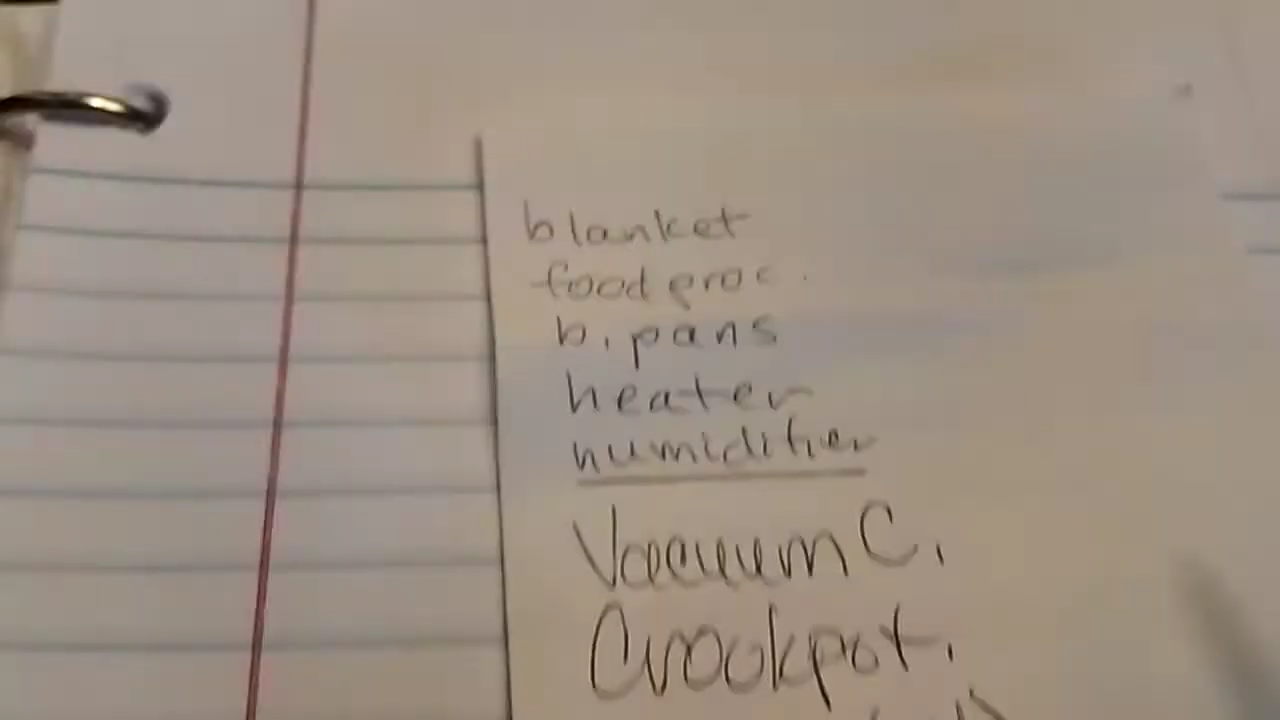 blanket
food proc.
b. pans
heater
humidifier
Vacuum C.
Crockpot.